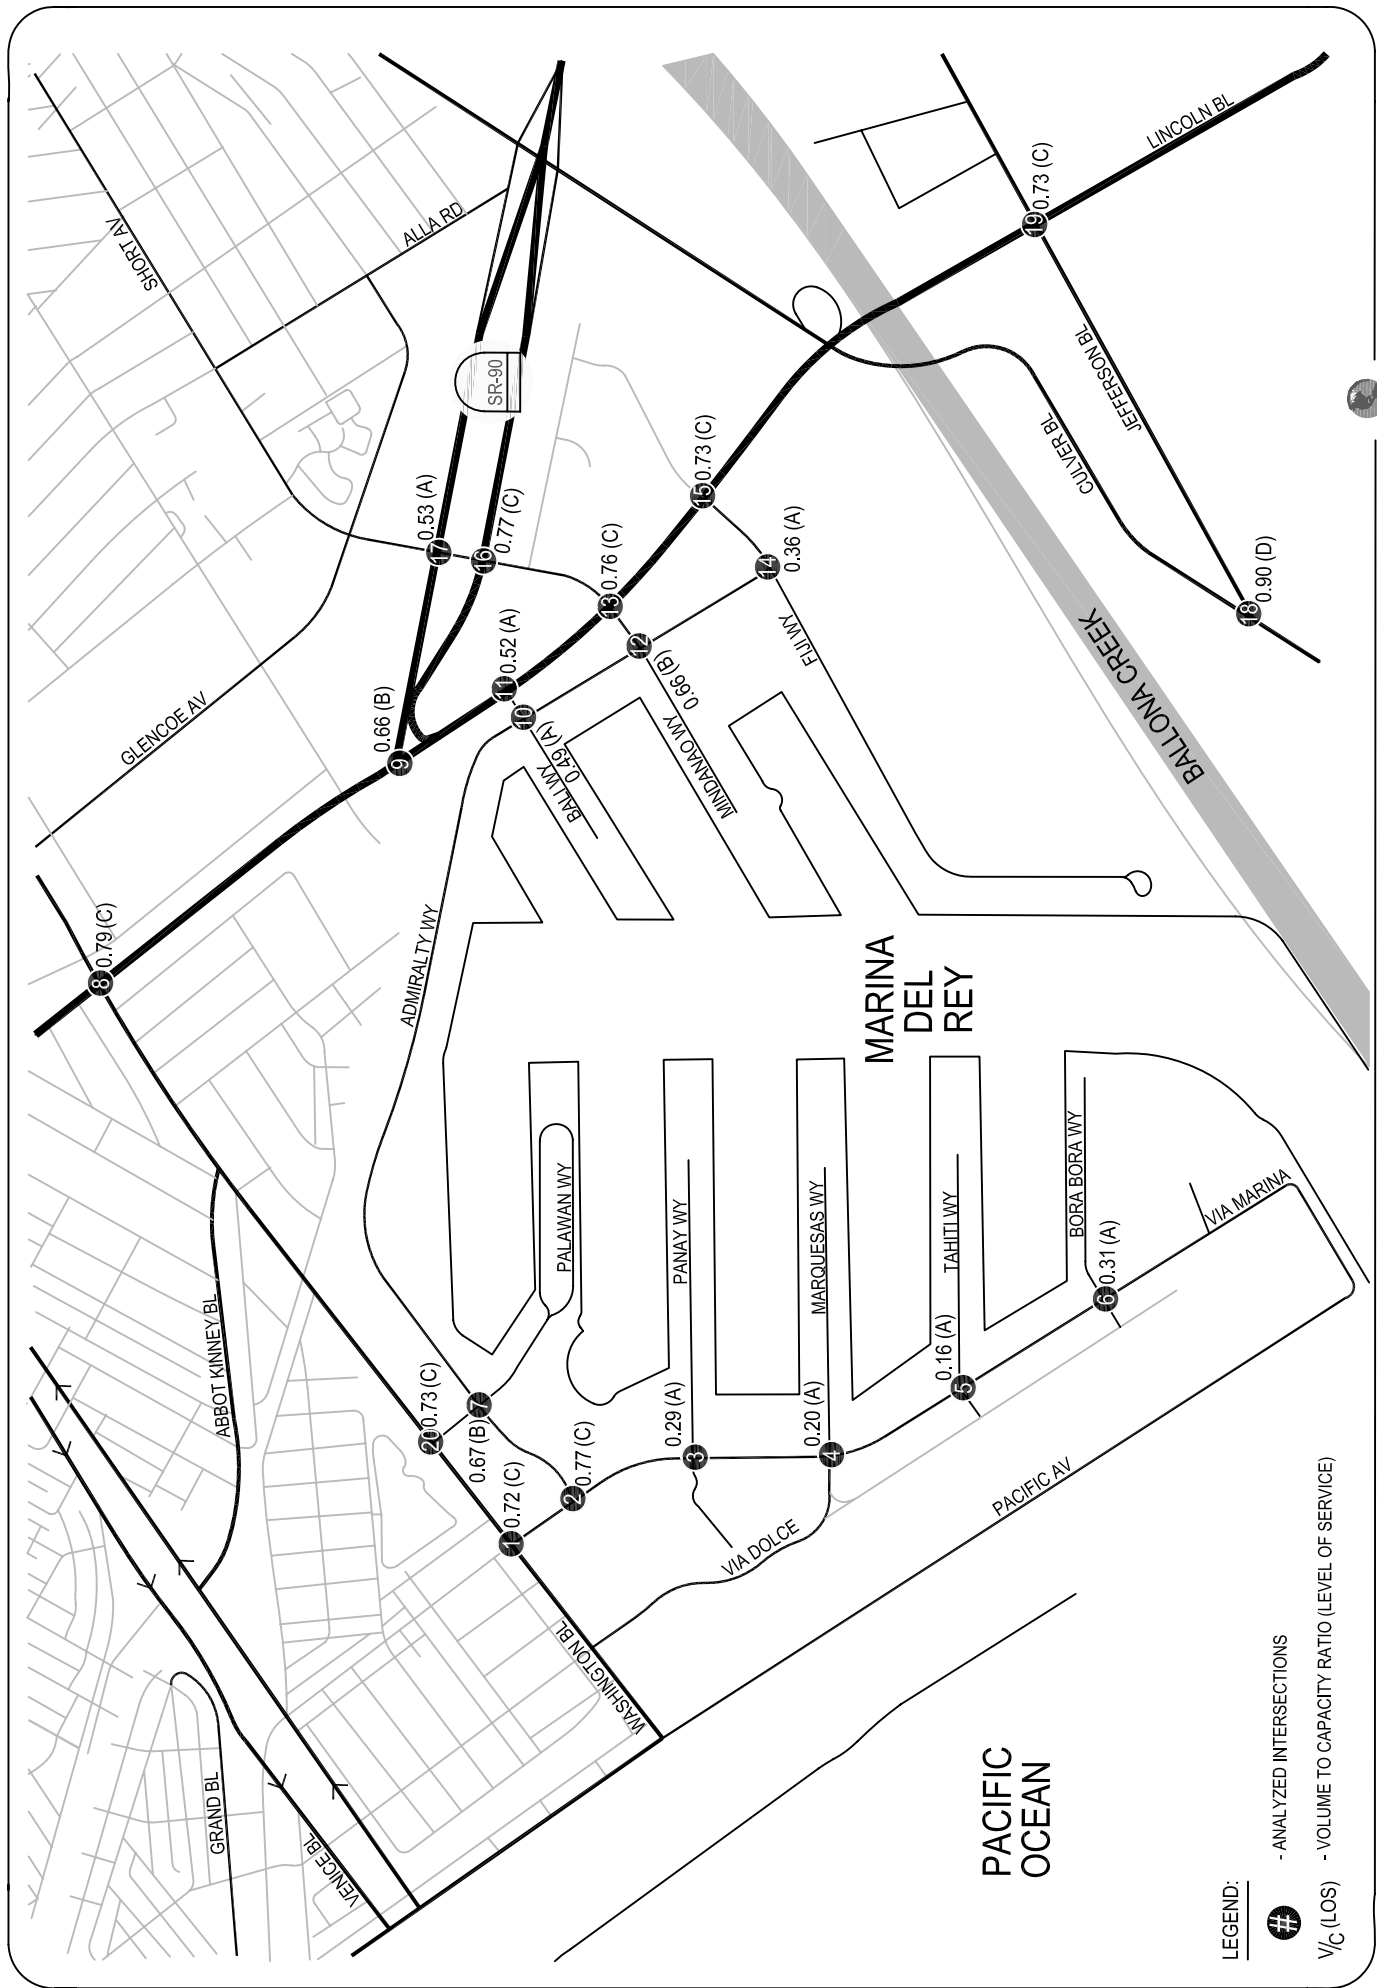 SHORT AV
ALLA RD
SR-90
LINCOLN BL
19 0.73 (C)
JEFFERSON BL
CULVER BL
17 0.53 (A)
16 0.77 (C)
15 0.73 (C)
13 0.76 (C)
14 0.36 (A)
18 0.90 (D)
11 0.52 (A)
12 0.66 (B)
FIJI WY
BALLONA CREEK
GLENCOE AV
9 0.66 (B)
10 0.49 (A)
BALI WY
MINDANAO WY
8 0.79 (C)
ADMIRALTY WY
MARINA
DEL
REY
ABBOT KINNEY BL
PALAWAN WY
PANAY WY
MARQUESAS WY
TAHITI WY
BORA BORA WY
VIA MARINA
20 0.73 (C)
7 0.67 (B)
1 0.72 (C)
2 0.77 (C)
3 0.29 (A)
4 0.20 (A)
5 0.16 (A)
6 0.31 (A)
VIA DOLCE
PACIFIC AV
WASHINGTON BL
GRAND BL
VENICE BL
PACIFIC
OCEAN
LEGEND:
# - ANALYZED INTERSECTIONS
V/C (LOS) - VOLUME TO CAPACITY RATIO (LEVEL OF SERVICE)